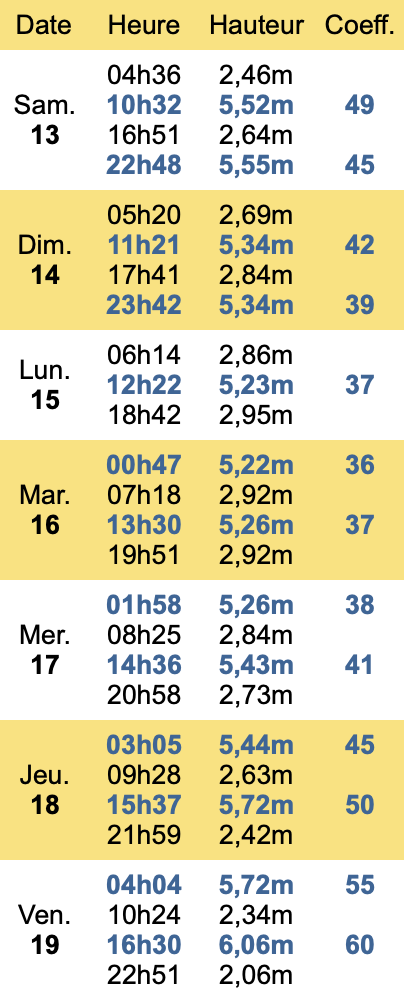 Date Heure Hauteur Coeff.
04h36 2,46m
Sam. 10h32 5,52m 49
13 16h51 2,64m
22h48 5,55m 45
05h20 2,69m
Dim. 11h21 5,34m 42
14 17h41 2,84m
23h42 5,34m 39
06h14 2,86m
Lun. 12h22 5,23m 37
15 18h42 2,95m
00h47 5,22m 36
Mar. 07h18 2,92m
16 13h30 5,26m 37
19h51 2,92m
01h58 5,26m 38
Mer. 08h25 2,84m
17 14h36 5,43m 41
20h58 2,73m
03h05 5,44m 45
Jeu. 09h28 2,63m
18 15h37 5,72m 50
21h59 2,42m
04h04 5,72m 55
Ven. 10h24 2,34m
19 16h30 6,06m 60
22h51 2,06m